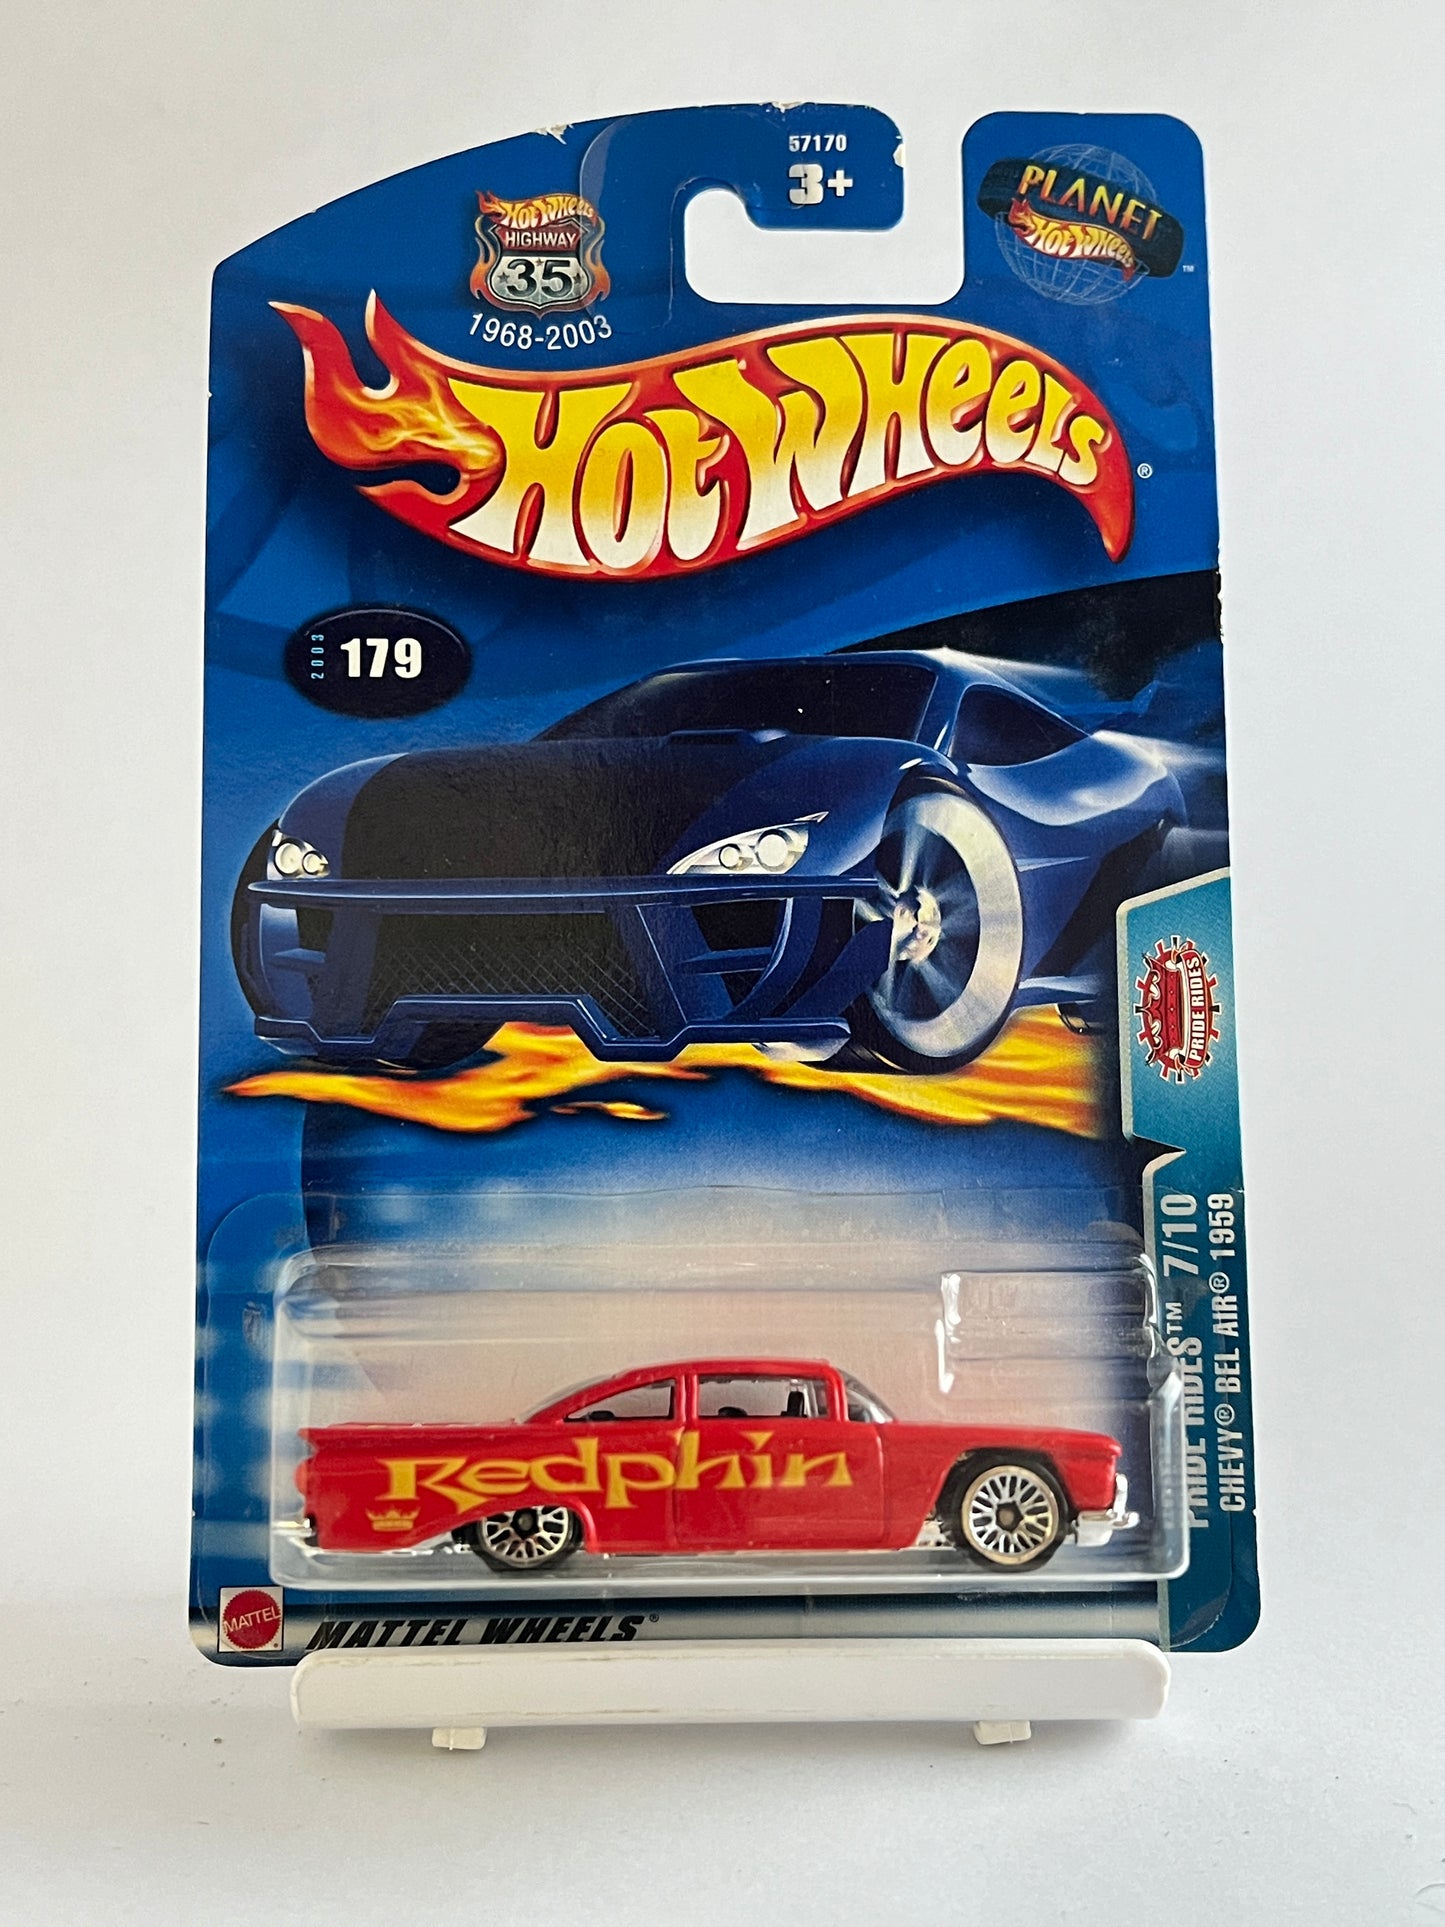 57170
3+
PLANET
HOT WHEELS
™
HOT WHEELS
HIGHWAY
35
1968-2003
HOT WHEELS®
2003
179
PRIDE RIDES
PRIDE RIDES™ 7/10
CHEVY® BEL AIR® 1959
Redphin
MATTEL
®
MATTEL WHEELS®